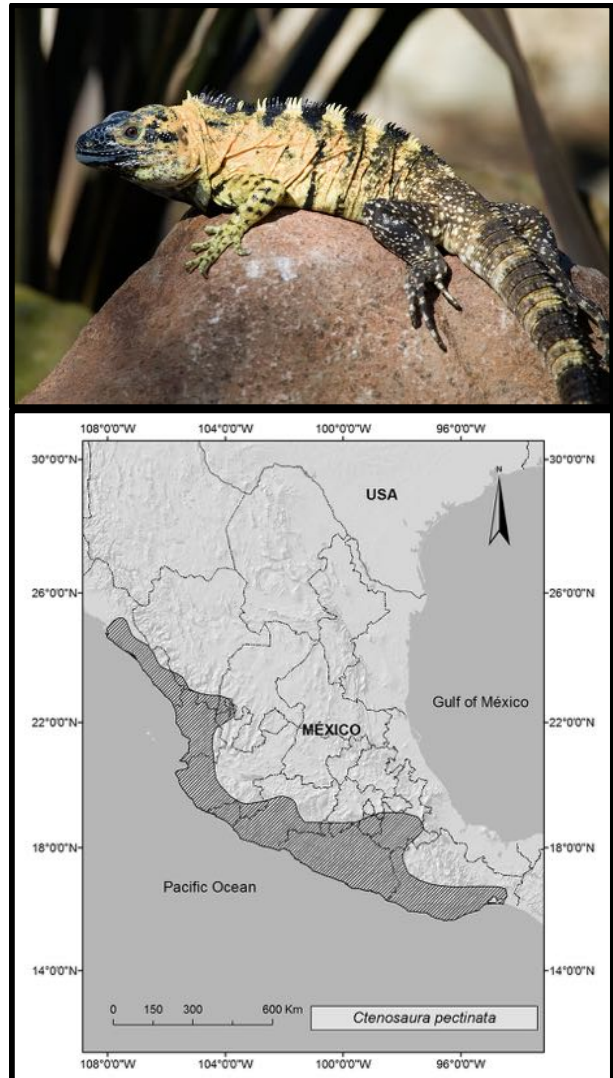 108°0'0"W 104°0'0"W 100°0'0"W 96°0'0"W
30°0'0"N 30°0'0"N
USA
N
26°0'0"N 26°0'0"N
Gulf of México
22°0'0"N 22°0'0"N
MÉXICO
18°0'0"N 18°0'0"N
Pacific Ocean
14°0'0"N 14°0'0"N
0 150 300 600 Km
Ctenosaura pectinata
108°0'0"W 104°0'0"W 100°0'0"W 96°0'0"W